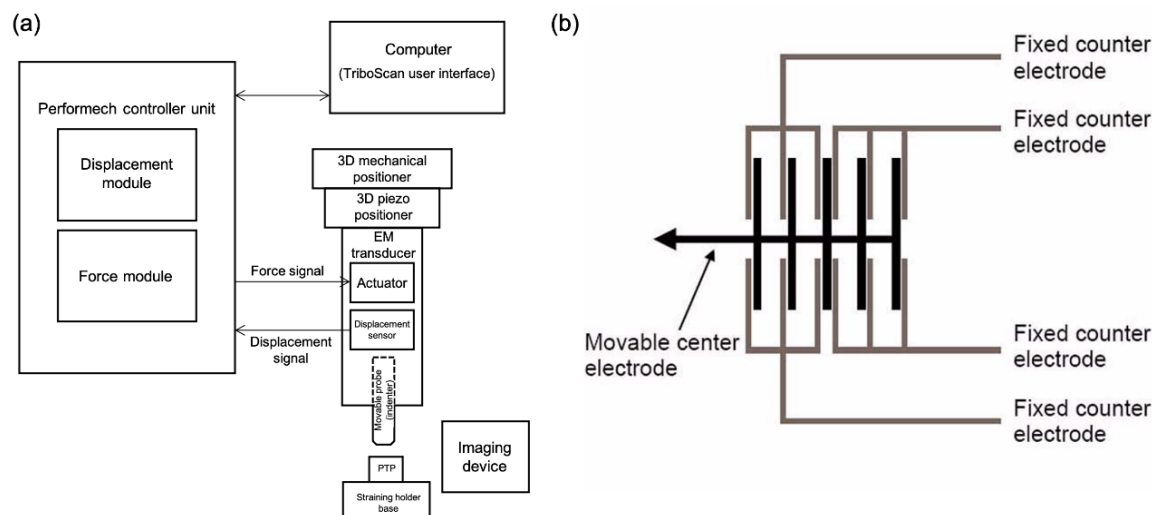 (a)
Computer
(TriboScan user interface)
Performech controller unit
Displacement
module
Force module
3D mechanical
positioner
3D piezo
positioner
EM
transducer
Force signal
Actuator
Displacement
sensor
Displacement
signal
Movable probe
(indenter)
Imaging
device
PTP
Straining holder
base
(b)
Fixed counter
electrode
Fixed counter
electrode
Movable center
electrode
Fixed counter
electrode
Fixed counter
electrode